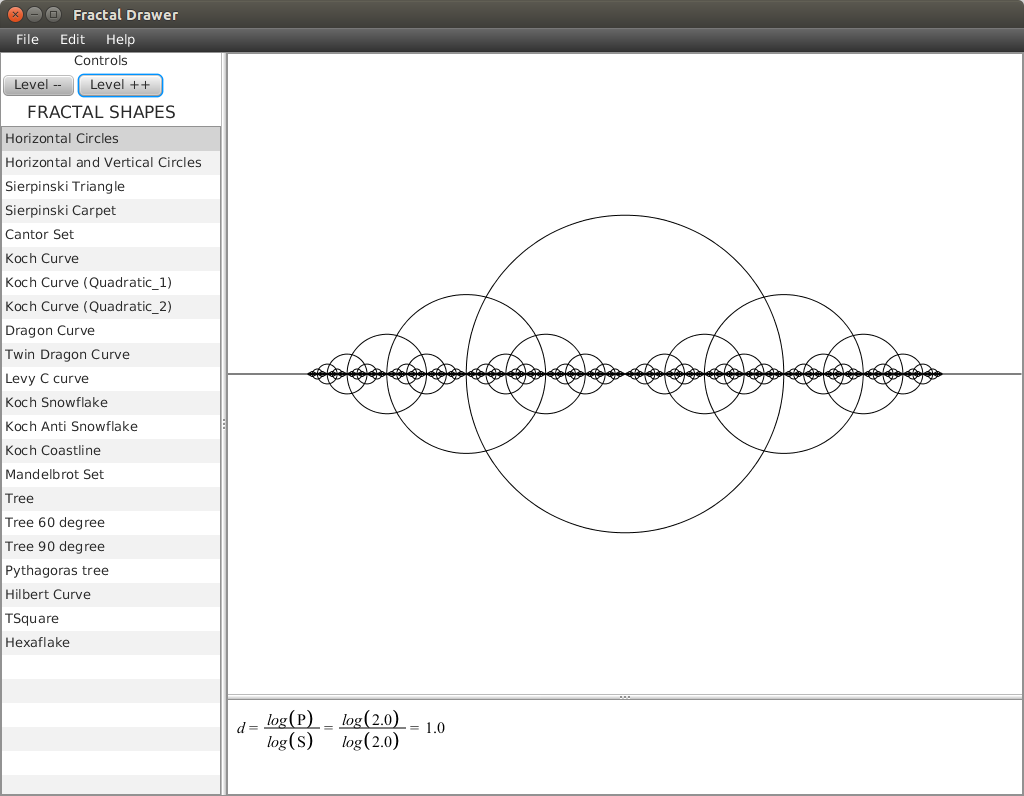 Fractal Drawer
File Edit Help
Controls
Level -- Level ++
FRACTAL SHAPES
Horizontal Circles
Horizontal and Vertical Circles
Sierpinski Triangle
Sierpinski Carpet
Cantor Set
Koch Curve
Koch Curve (Quadratic_1)
Koch Curve (Quadratic_2)
Dragon Curve
Twin Dragon Curve
Levy C curve
Koch Snowflake
Koch Anti Snowflake
Koch Coastline
Mandelbrot Set
Tree
Tree 60 degree
Tree 90 degree
Pythagoras tree
Hilbert Curve
TSquare
Hexaflake
d = log(P) / log(S) = log(2.0) / log(2.0) = 1.0